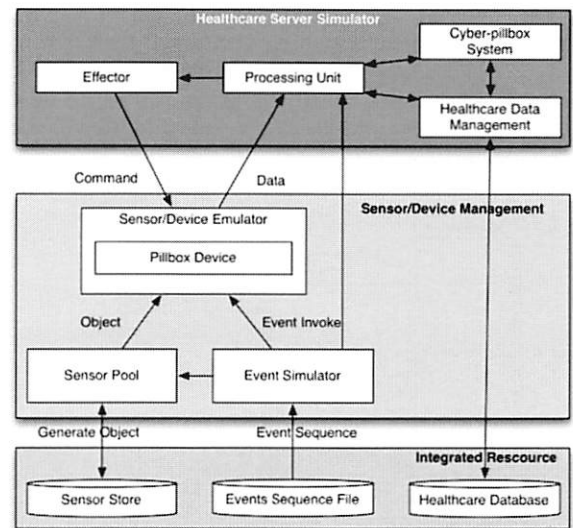 Healthcare Server Simulator
Cyber-pillbox
System
Effector
Processing Unit
Healthcare Data
Management
Command
Data
Sensor/Device Management
Sensor/Device Emulator
Pillbox Device
Object
Event Invoke
Sensor Pool
Event Simulator
Generate Object
Event Sequence
Integrated Rescource
Sensor Store
Events Sequence File
Healthcare Database